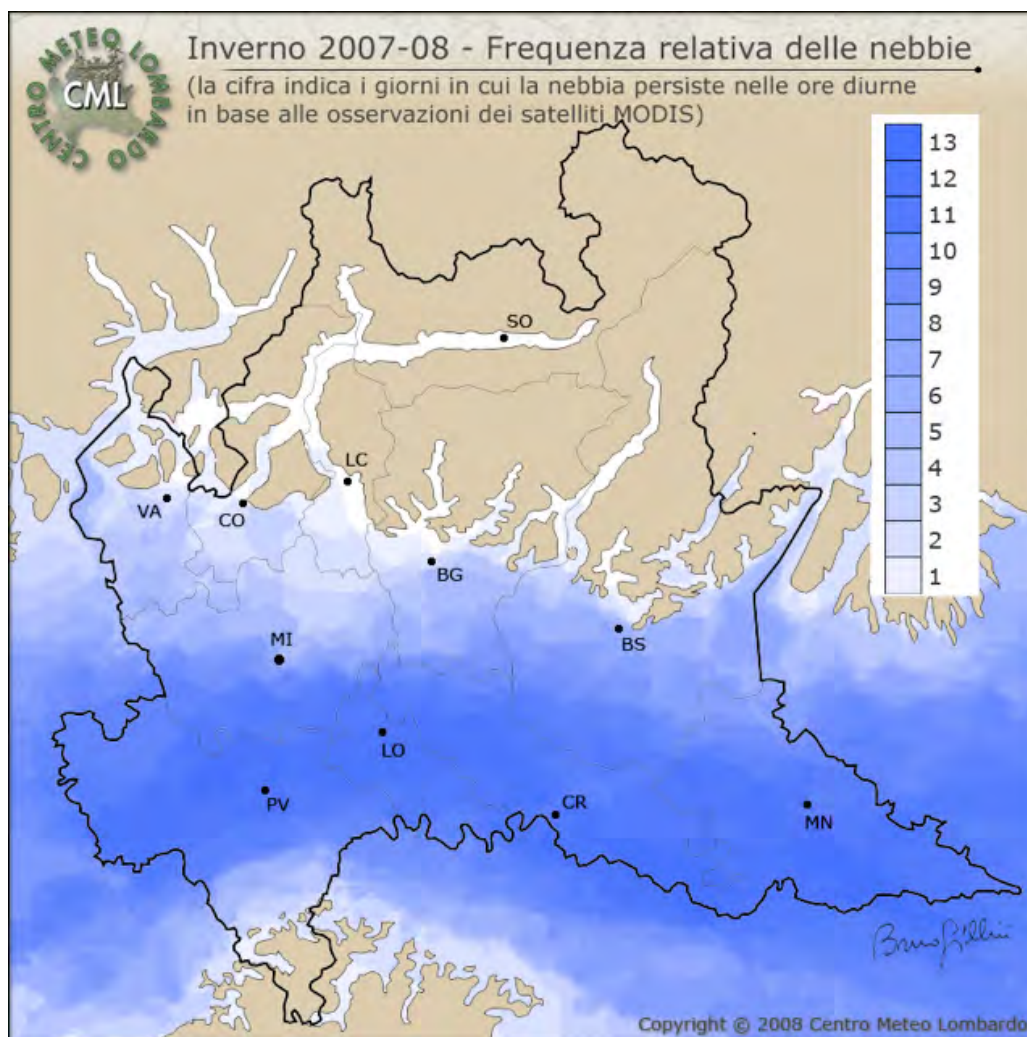 CENTRO METEO LOMBARDO
CML
Inverno 2007-08 - Frequenza relativa delle nebbie
(la cifra indica i giorni in cui la nebbia persiste nelle ore diurne
in base alle osservazioni dei satelliti MODIS)
13
12
11
10
9
8
7
6
5
4
3
2
1
SO
LC
VA
CO
BG
BS
MI
LO
PV
CR
MN
Copyright © 2008 Centro Meteo Lombardo